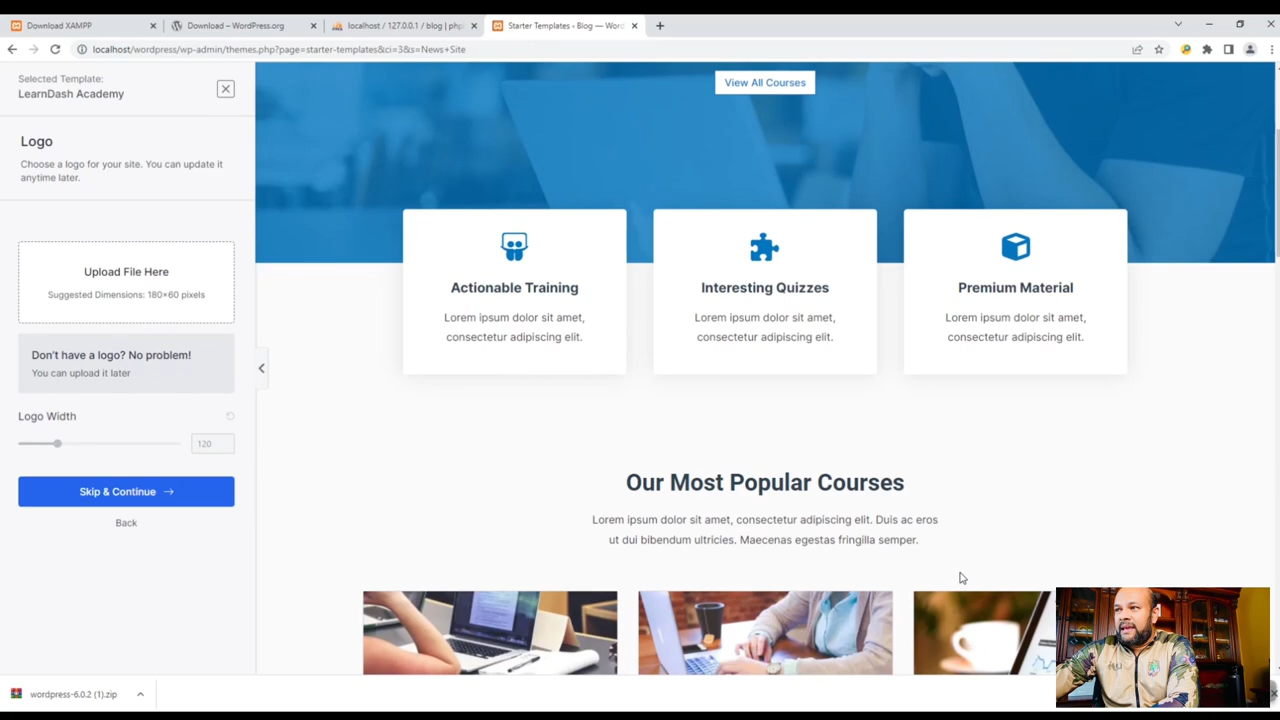 Download XAMPP
Download – WordPress.org
localhost / 127.0.0.1 / blog | php
Starter Templates ‹ Blog — Wor
localhost/wordpress/wp-admin/themes.php?page=starter-templates&ci=3&s=News+Site
Selected Template:
LearnDash Academy
Logo
Choose a logo for your site. You can update it
anytime later.
Upload File Here
Suggested Dimensions: 180×60 pixels
Don't have a logo? No problem!
You can upload it later
Logo Width
120
Skip & Continue →
Back
View All Courses
Actionable Training
Lorem ipsum dolor sit amet,
consectetur adipiscing elit.
Interesting Quizzes
Lorem ipsum dolor sit amet,
consectetur adipiscing elit.
Premium Material
Lorem ipsum dolor sit amet,
consectetur adipiscing elit.
Our Most Popular Courses
Lorem ipsum dolor sit amet, consectetur adipiscing elit. Duis ac eros
ut dui bibendum ultricies. Maecenas egestas fringilla semper.
wordpress-6.0.2 (1).zip